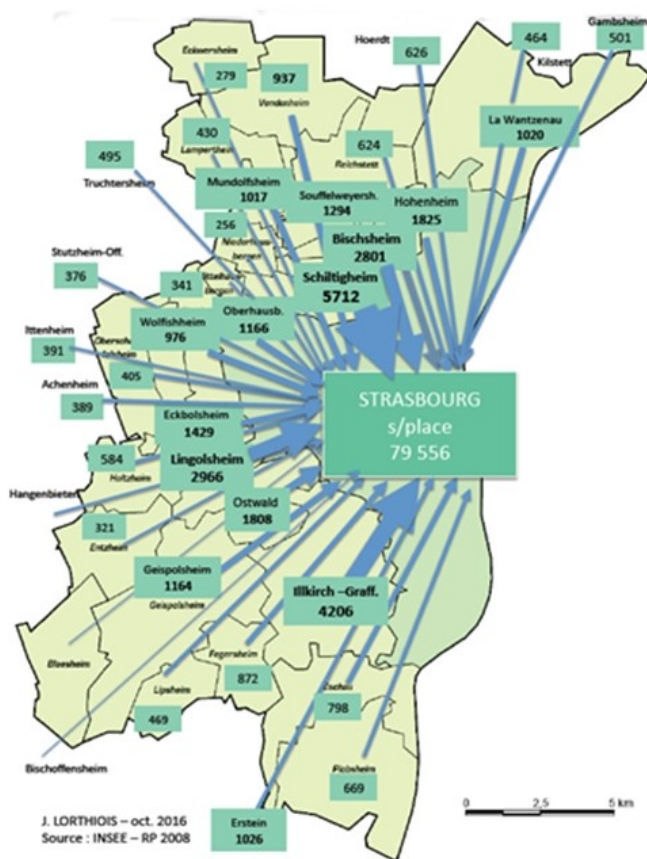 Gambsheim
501
Hoerdt
626
464
Kilstett
Eckwersheim
279
937
Vendenheim
La Wantzenau
1020
430
Lampertheim
624
Reichstett
495
Truchtersheim
Mundolfsheim
1017
Souffelweyersh.
1294
Hohenheim
1825
256
Bischsheim
2801
Stutzheim-Off.
376
341
Schiltigheim
5712
Oberhausb.
1166
Wolfishheim
976
Ittenheim
391
405
Achenheim
389
STRASBOURG
s/place
79 556
Eckbolsheim
1429
584
Holtzheim
Lingolsheim
2966
Hangenbieten
Ostwald
1808
321
Entzheim
Geispolsheim
1164
Geispolsheim
Illkirch –Graff.
4206
Blaesheim
Fegersheim
872
Lipsheim
469
Eschau
798
Bischoffensheim
Plobsheim
669
Erstein
1026
0 2,5 5 km
J. LORTHIOIS – oct. 2016
Source : INSEE – RP 2008